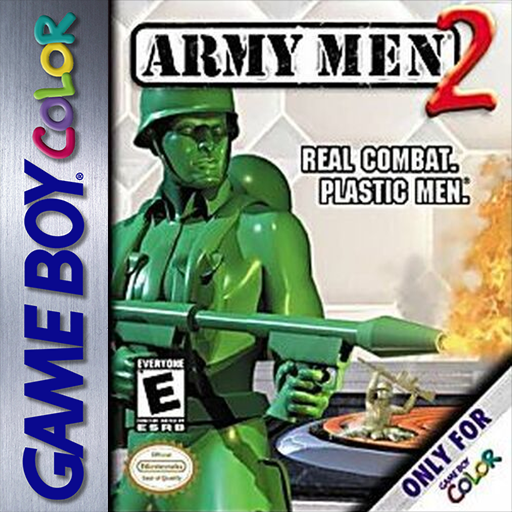 GAME BOY COLOR
ARMY MEN 2
REAL COMBAT.
PLASTIC MEN.®
EVERYONE
E
ESRB
Official
Nintendo
Seal of Quality
ONLY FOR
GAME BOY
COLOR